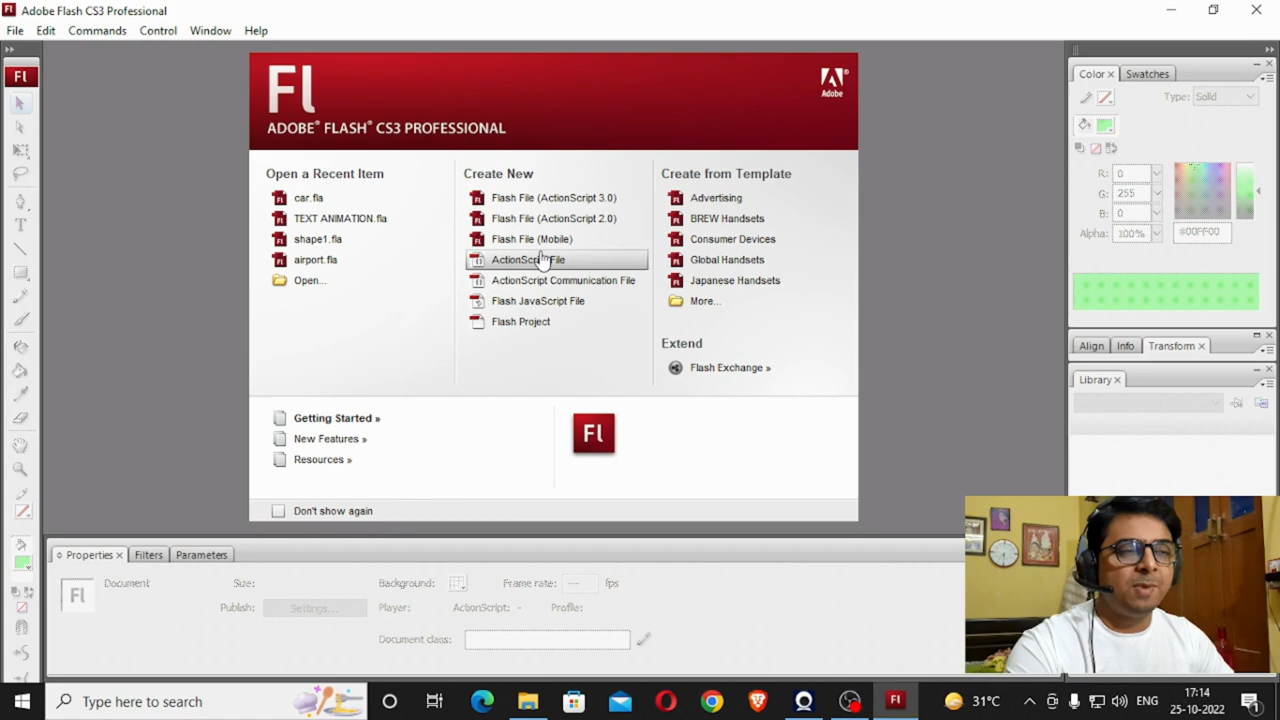 Adobe Flash CS3 Professional
File Edit Commands Control Window Help
Fl
Fl
ADOBE® FLASH® CS3 PROFESSIONAL
Adobe
Open a Recent Item
car.fla
TEXT ANIMATION.fla
shape1.fla
airport.fla
Open...
Create New
Flash File (ActionScript 3.0)
Flash File (ActionScript 2.0)
Flash File (Mobile)
ActionScript File
ActionScript Communication File
Flash JavaScript File
Flash Project
Create from Template
Advertising
BREW Handsets
Consumer Devices
Global Handsets
Japanese Handsets
More...
Extend
Flash Exchange »
Getting Started »
New Features »
Resources »
Fl
Don't show again
Color Swatches
Type: Solid
R: 0
G: 255
B: 0
Alpha: 100% #00FF00
Align Info Transform
Library
Properties Filters Parameters
Fl
Document Size: Background: Frame rate: --- fps
Publish: Settings... Player: ActionScript: - Profile:
Document class:
Type here to search
Fl
31°C ENG 17:14
25-10-2022
1